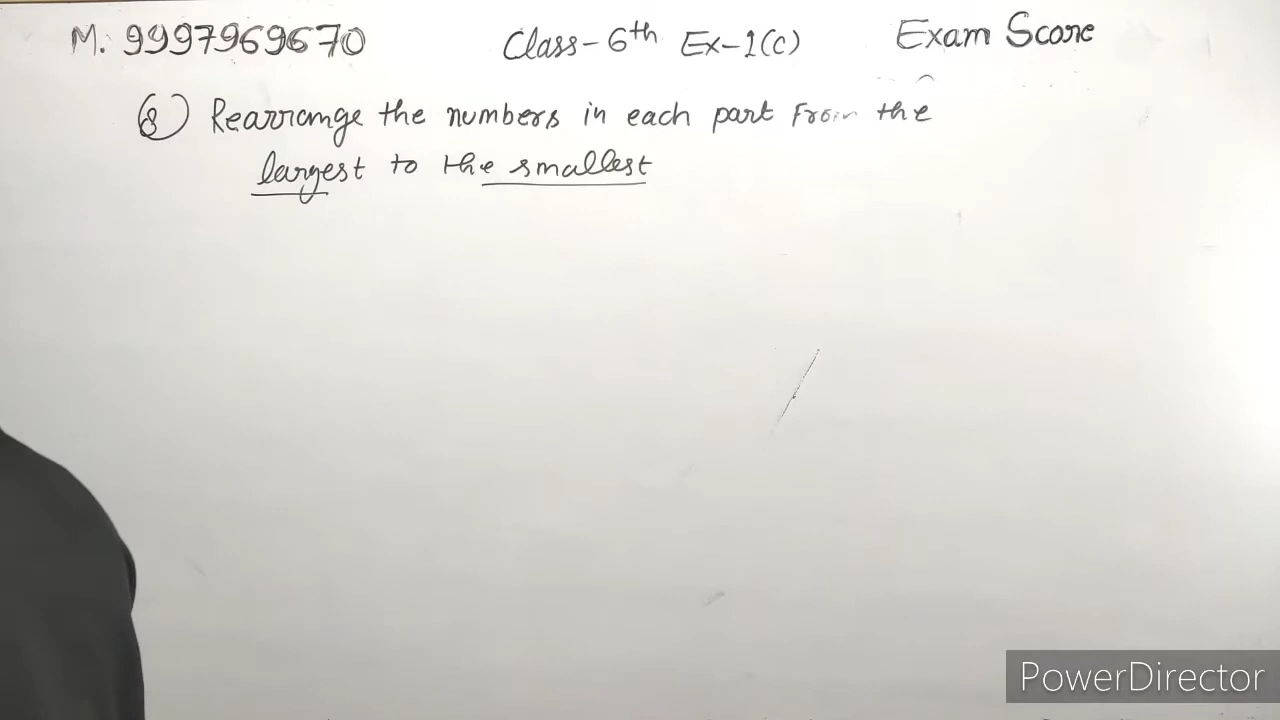 M. 9997969670 Class-6th Ex-1(c) Exam Score
8 Rearrange the numbers in each part from the
largest to the smallest
PowerDirector